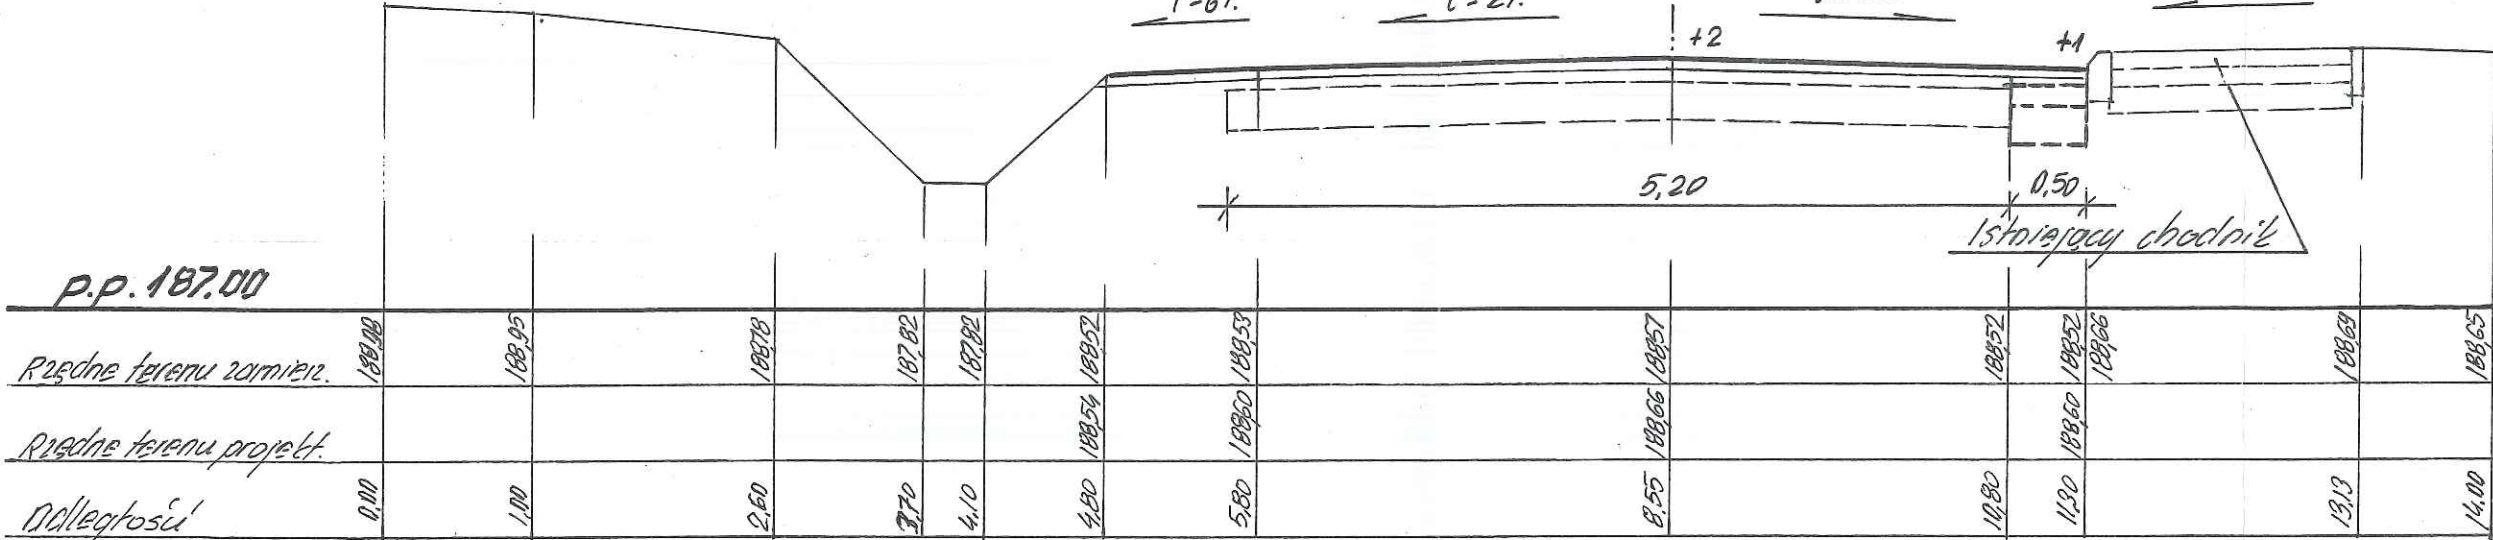 i=2%
+2
+1
5,20
0,50
Istniejący chodnik
p.p. 187.00
Rzędne terenu zamierz. 188,98 188,95 188,78 187,82 187,82 188,52 188,53 188,57 188,52 188,52 188,66 188,69 188,65
Rzędne terenu projekt. 188,54 188,60 188,66 188,60
Odległość 0,00 1,00 2,60 3,70 4,10 4,80 5,80 8,55 10,80 11,30 13,13 14,00